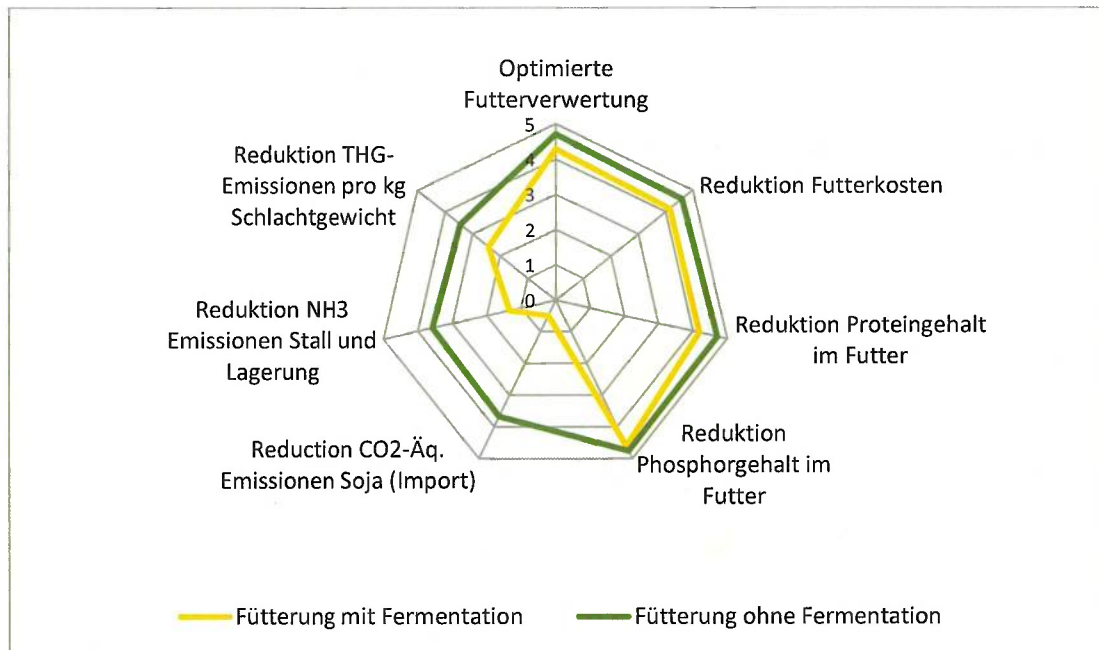 Optimierte
Futterverwertung
Reduktion Futterkosten
Reduktion Proteingehalt
im Futter
Reduktion
Phosphorgehalt im
Futter
Reduction CO2-Äq.
Emissionen Soja (Import)
Reduktion NH3
Emissionen Stall und
Lagerung
Reduktion THG-
Emissionen pro kg
Schlachtgewicht
5
4
3
2
1
0
Fütterung mit Fermentation
Fütterung ohne Fermentation